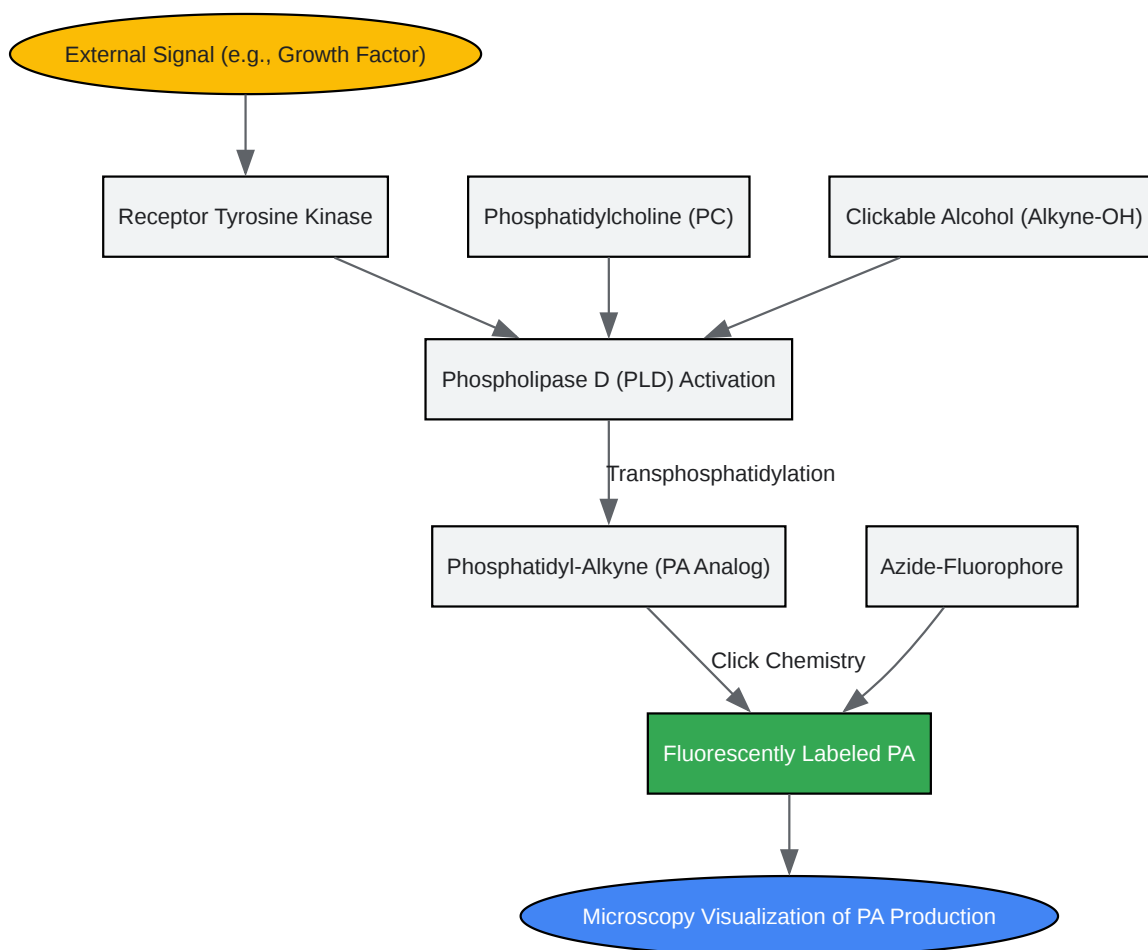 External Signal (e.g., Growth Factor)
Receptor Tyrosine Kinase
Phosphatidylcholine (PC)
Clickable Alcohol (Alkyne-OH)
Phospholipase D (PLD) Activation
Transphosphatidylation
Phosphatidyl-Alkyne (PA Analog)
Azide-Fluorophore
Click Chemistry
Fluorescently Labeled PA
Microscopy Visualization of PA Production